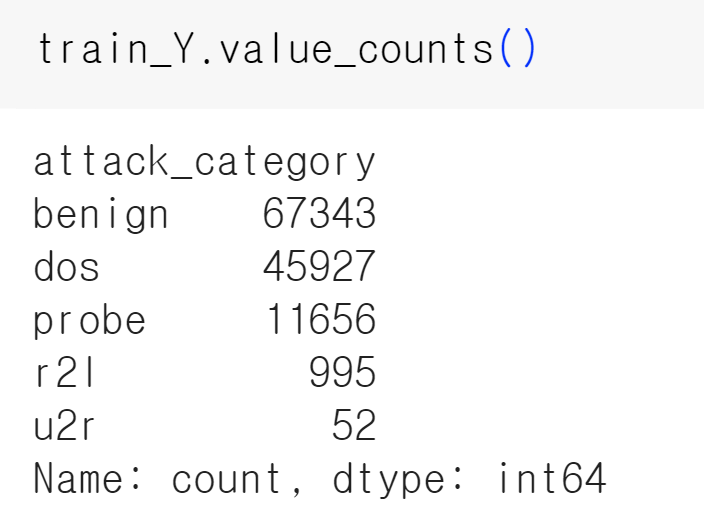 train_Y.value_counts()
attack_category
benign    67343
dos       45927
probe     11656
r2l         995
u2r          52
Name: count, dtype: int64